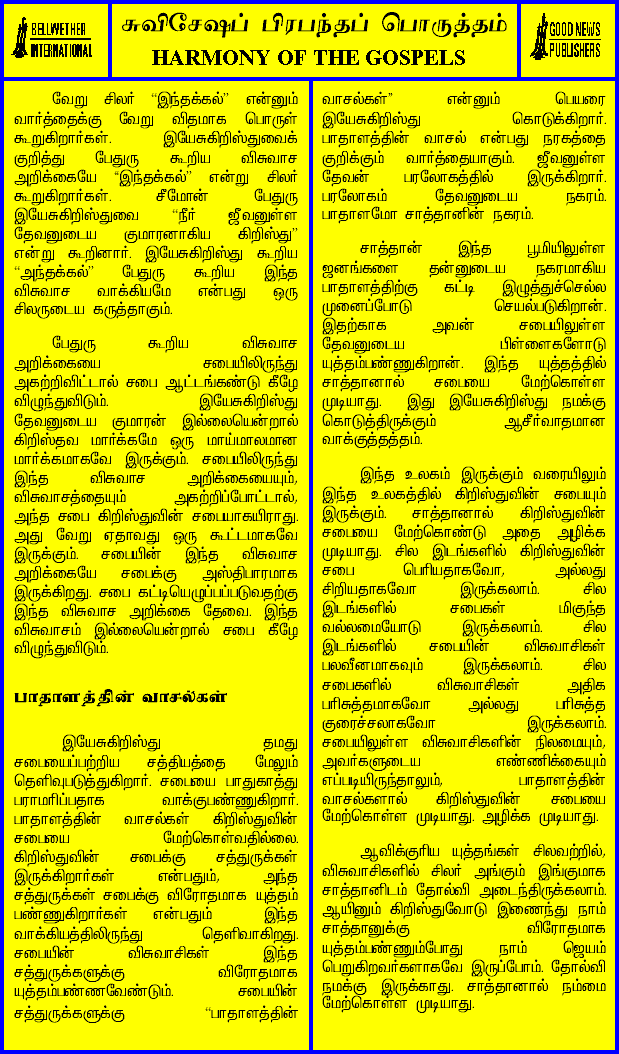 BELLWETHER
INTERNATIONAL
சுவிசேஷப் பிரபந்தப் பொருத்தம்
HARMONY OF THE GOSPELS
GOOD NEWS
PUBLISHERS
வேறு சிலர் “இந்தக்கல்” என்னும்
வார்த்தைக்கு வேறு விதமாக பொருள்
கூறுகிறார்கள். இயேசுகிறிஸ்துவைக்
குறித்து பேதுரு கூறிய விசுவாச
அறிக்கையே “இந்தக்கல்” என்று சிலர்
கூறுகிறார்கள். சீமோன் பேதுரு
இயேசுகிறிஸ்துவை “நீர் ஜீவனுள்ள
தேவனுடைய குமாரனாகிய கிறிஸ்து”
என்று கூறினார். இயேசுகிறிஸ்து கூறிய
“அந்தக்கல்” பேதுரு கூறிய இந்த
விசுவாச வாக்கியமே என்பது ஒரு
சிலருடைய கருத்தாகும்.
பேதுரு கூறிய விசுவாச
அறிக்கையை சபையிலிருந்து
அகற்றிவிட்டால் சபை ஆட்டங்கண்டு கீழே
விழுந்துவிடும். இயேசுகிறிஸ்து
தேவனுடைய குமாரன் இல்லையென்றால்
கிறிஸ்தவ மார்க்கமே ஒரு மாய்மாலமான
மார்க்கமாகவே இருக்கும். சபையிலிருந்து
இந்த விசுவாச அறிக்கையையும்,
விசுவாசத்தையும் அகற்றிப்போட்டால்,
அந்த சபை கிறிஸ்துவின் சபையாகயிராது.
அது வேறு ஏதாவது ஒரு கூட்டமாகவே
இருக்கும். சபையின் இந்த விசுவாச
அறிக்கையே சபைக்கு அஸ்திபாரமாக
இருக்கிறது. சபை கட்டியெழுப்பப்படுவதற்கு
இந்த விசுவாச அறிக்கை தேவை. இந்த
விசுவாசம் இல்லையென்றால் சபை கீழே
விழுந்துவிடும்.
பாதாளத்தின் வாசல்கள்
இயேசுகிறிஸ்து தமது
சபையைப்பற்றிய சத்தியத்தை மேலும்
தெளிவுபடுத்துகிறார். சபையை பாதுகாத்து
பராமரிப்பதாக வாக்குபண்ணுகிறார்.
பாதாளத்தின் வாசல்கள் கிறிஸ்துவின்
சபையை மேற்கொள்வதில்லை.
கிறிஸ்துவின் சபைக்கு சத்துருக்கள்
இருக்கிறார்கள் என்பதும், அந்த
சத்துருக்கள் சபைக்கு விரோதமாக யுத்தம்
பண்ணுகிறார்கள் என்பதும் இந்த
வாக்கியத்திலிருந்து தெளிவாகிறது.
சபையின் விசுவாசிகள் இந்த
சத்துருக்களுக்கு விரோதமாக
யுத்தம்பண்ணவேண்டும். சபையின்
சத்துருக்களுக்கு “பாதாளத்தின்
வாசல்கள்” என்னும் பெயரை
இயேசுகிறிஸ்து கொடுக்கிறார்.
பாதாளத்தின் வாசல் என்பது நரகத்தை
குறிக்கும் வார்த்தையாகும். ஜீவனுள்ள
தேவன் பரலோகத்தில் இருக்கிறார்.
பரலோகம் தேவனுடைய நகரம்.
பாதாளமோ சாத்தானின் நகரம்.
சாத்தான் இந்த பூமியிலுள்ள
ஜனங்களை தன்னுடைய நகரமாகிய
பாதாளத்திற்கு கட்டி இழுத்துச்செல்ல
முனைப்போடு செயல்படுகிறான்.
இதற்காக அவன் சபையிலுள்ள
தேவனுடைய பிள்ளைகளோடு
யுத்தம்பண்ணுகிறான். இந்த யுத்தத்தில்
சாத்தானால் சபையை மேற்கொள்ள
முடியாது. இது இயேசுகிறிஸ்து நமக்கு
கொடுத்திருக்கும் ஆசீர்வாதமான
வாக்குத்தத்தம்.
இந்த உலகம் இருக்கும் வரையிலும்
இந்த உலகத்தில் கிறிஸ்துவின் சபையும்
இருக்கும். சாத்தானால் கிறிஸ்துவின்
சபையை மேற்கொண்டு அதை அழிக்க
முடியாது. சில இடங்களில் கிறிஸ்துவின்
சபை பெரியதாகவோ, அல்லது
சிறியதாகவோ இருக்கலாம். சில
இடங்களில் சபைகள் மிகுந்த
வல்லமையோடு இருக்கலாம். சில
இடங்களில் சபையின் விசுவாசிகள்
பலவீனமாகவும் இருக்கலாம். சில
சபைகளில் விசுவாசிகள் அதிக
பரிசுத்தமாகவோ அல்லது பரிசுத்த
குரைச்சலாகவோ இருக்கலாம்.
சபையிலுள்ள விசுவாசிகளின் நிலமையும்,
அவர்களுடைய எண்ணிக்கையும்
எப்படியிருந்தாலும், பாதாளத்தின்
வாசல்களால் கிறிஸ்துவின் சபையை
மேற்கொள்ள முடியாது. அழிக்க முடியாது.
ஆவிக்குரிய யுத்தங்கள் சிலவற்றில்,
விசுவாசிகளில் சிலர் அங்கும் இங்குமாக
சாத்தானிடம் தோல்வி அடைந்திருக்கலாம்.
ஆயினும் கிறிஸ்துவோடு இணைந்து நாம்
சாத்தானுக்கு விரோதமாக
யுத்தம்பண்ணும்போது நாம் ஜெயம்
பெறுகிறவர்களாகவே இருப்போம். தோல்வி
நமக்கு இருக்காது. சாத்தானால் நம்மை
மேற்கொள்ள முடியாது.